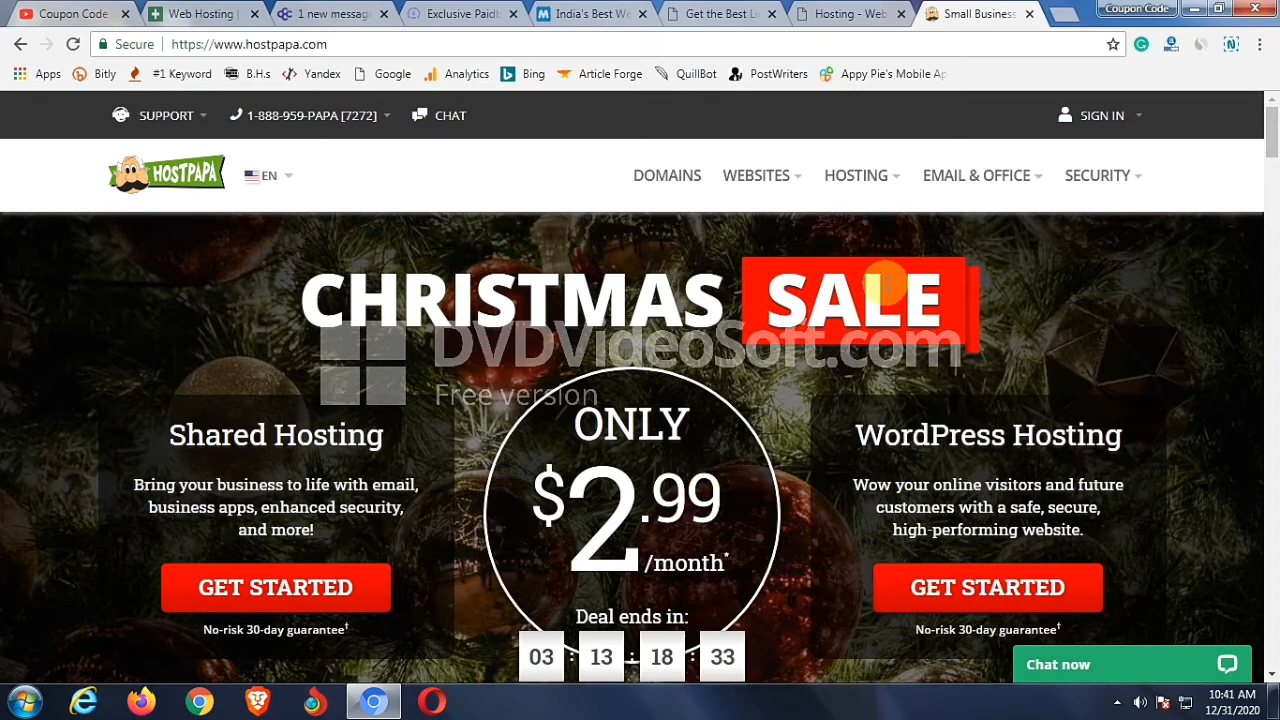 Coupon Code
Web Hosting
1 new messag
Exclusive Paidb
India's Best We
Get the Best Li
Hosting - Web
Small Business
Coupon Code
Secure
https://www.hostpapa.com
Apps
Bitly
#1 Keyword
B.H.s
Yandex
Google
Analytics
Bing
Article Forge
QuillBot
PostWriters
Appy Pie's Mobile Ap
SUPPORT
1-888-959-PAPA [7272]
CHAT
SIGN IN
HOSTPAPA
EN
DOMAINS
WEBSITES
HOSTING
EMAIL & OFFICE
SECURITY
CHRISTMAS SALE
DVDVideoSoft.com
Free version
Shared Hosting
Bring your business to life with email,
business apps, enhanced security,
and more!
GET STARTED
No-risk 30-day guarantee†
ONLY
$2.99
/month*
Deal ends in:
03 : 13 : 18 : 33
WordPress Hosting
Wow your online visitors and future
customers with a safe, secure,
high-performing website.
GET STARTED
No-risk 30-day guarantee†
Chat now
10:41 AM
12/31/2020